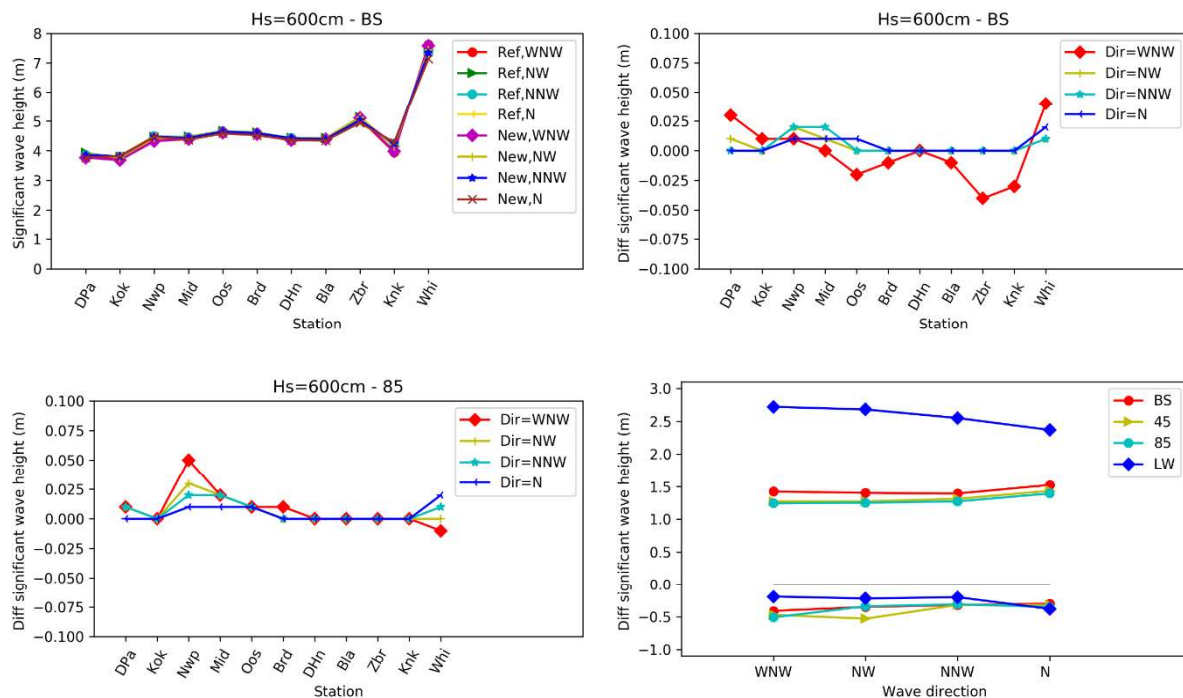 Hs=600cm - BS
Significant wave height (m)
8
7
6
5
4
3
2
1
0
Ref,WNW
Ref,NW
Ref,NNW
Ref,N
New,WNW
New,NW
New,NNW
New,N
DPa
Kok
Nwp
Mid
Oos
Brd
DHn
Bla
Zbr
Knk
Whi
Station
Hs=600cm - BS
Diff significant wave height (m)
0.100
0.075
0.050
0.025
0.000
−0.025
−0.050
−0.075
−0.100
Dir=WNW
Dir=NW
Dir=NNW
Dir=N
DPa
Kok
Nwp
Mid
Oos
Brd
DHn
Bla
Zbr
Knk
Whi
Station
Hs=600cm - 85
Diff significant wave height (m)
0.100
0.075
0.050
0.025
0.000
−0.025
−0.050
−0.075
−0.100
Dir=WNW
Dir=NW
Dir=NNW
Dir=N
DPa
Kok
Nwp
Mid
Oos
Brd
DHn
Bla
Zbr
Knk
Whi
Station
Diff significant wave height (m)
3.0
2.5
2.0
1.5
1.0
0.5
0.0
−0.5
−1.0
BS
45
85
LW
WNW
NW
NNW
N
Wave direction